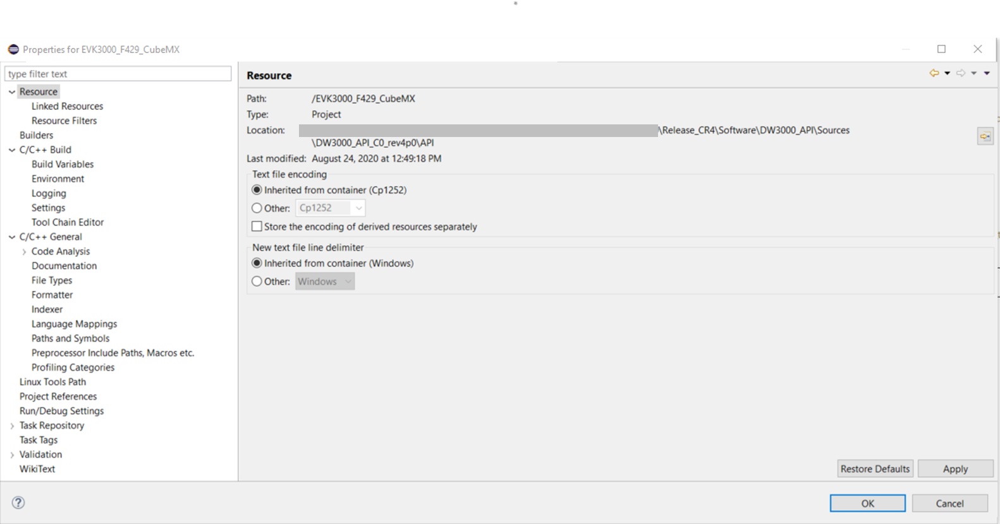 Properties for EVK3000_F429_CubeMX
type filter text
Resource
Linked Resources
Resource Filters
Builders
C/C++ Build
Build Variables
Environment
Logging
Settings
Tool Chain Editor
C/C++ General
Code Analysis
Documentation
File Types
Formatter
Indexer
Language Mappings
Paths and Symbols
Preprocessor Include Paths, Macros etc.
Profiling Categories
Linux Tools Path
Project References
Run/Debug Settings
Task Repository
Task Tags
Validation
WikiText
Resource
Path: /EVK3000_F429_CubeMX
Type: Project
Location: \Release_CR4\Software\DW3000_API\Sources
\DW3000_API_C0_rev4p0\API
Last modified: August 24, 2020 at 12:49:18 PM
Text file encoding
Inherited from container (Cp1252)
Other: Cp1252
Store the encoding of derived resources separately
New text file line delimiter
Inherited from container (Windows)
Other: Windows
Restore Defaults Apply
? OK Cancel